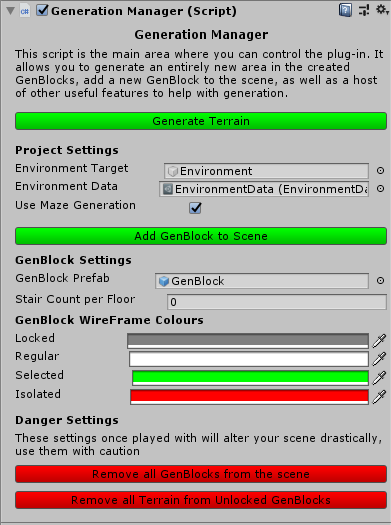 Generation Manager (Script)
Generation Manager
This script is the main area where you can control the plug-in. It
allows you to generate an entirely new area in the created
GenBlocks, add a new GenBlock to the scene, as well as a host
of other useful features to help with generation.
Generate Terrain
Project Settings
Environment Target Environment
Environment Data EnvironmentData (EnvironmentDa
Use Maze Generation
Add GenBlock to Scene
GenBlock Settings
GenBlock Prefab GenBlock
Stair Count per Floor 0
GenBlock WireFrame Colours
Locked
Regular
Selected
Isolated
Danger Settings
These settings once played with will alter your scene drastically,
use them with caution
Remove all GenBlocks from the scene
Remove all Terrain from Unlocked GenBlocks